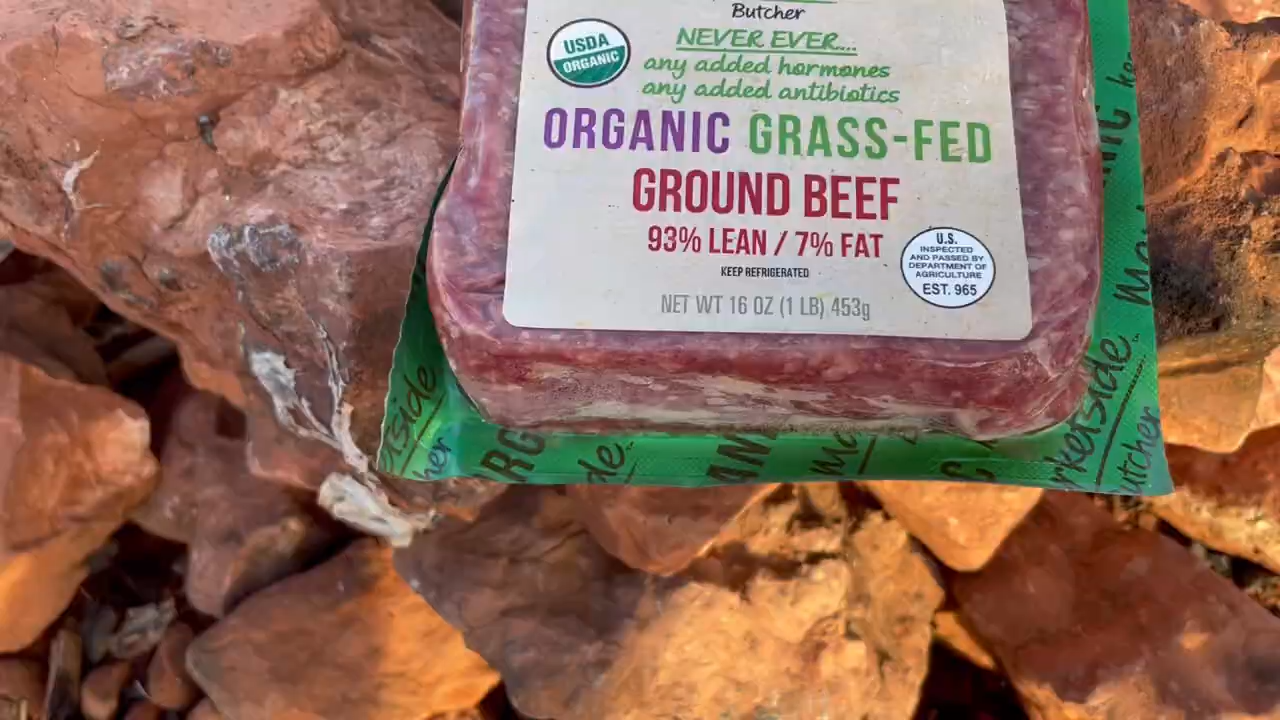 Butcher
USDA
ORGANIC
NEVER EVER...
any added hormones
any added antibiotics
ORGANIC GRASS-FED
GROUND BEEF
93% LEAN / 7% FAT
KEEP REFRIGERATED
NET WT 16 OZ (1 LB) 453g
U.S.
INSPECTED
AND PASSED BY
DEPARTMENT OF
AGRICULTURE
EST. 965